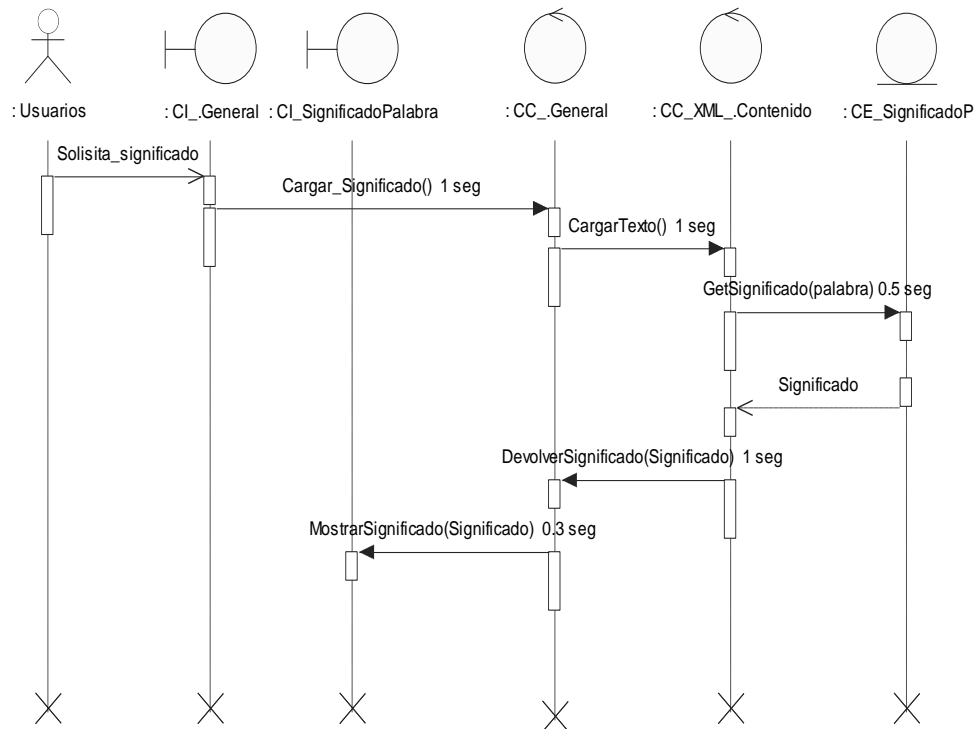 : Usuarios
: CI_.General
: CI_SignificadoPalabra
: CC_.General
: CC_XML_.Contenido
: CE_SignificadoP
Solisita_significado
Cargar_Significado() 1 seg
CargarTexto() 1 seg
GetSignificado(palabra) 0.5 seg
Significado
DevolverSignificado(Significado) 1 seg
MostrarSignificado(Significado) 0.3 seg